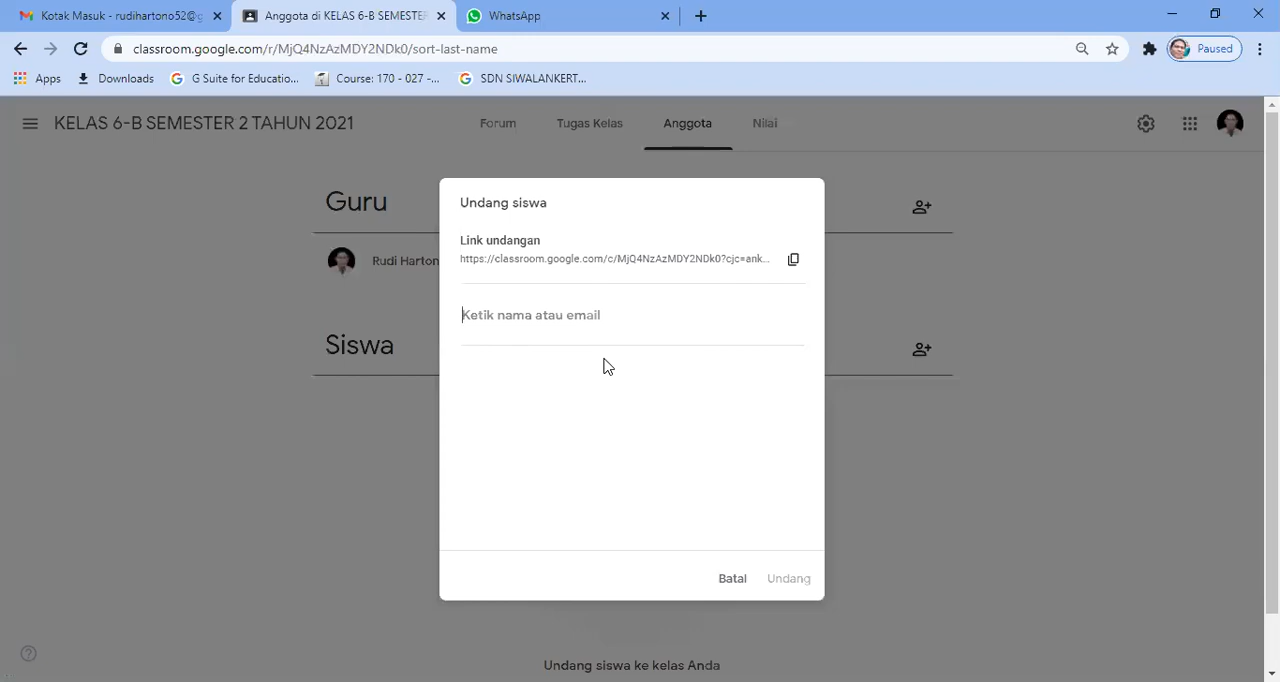 Kotak Masuk - rudihartono52@g
Anggota di KELAS 6-B SEMESTER
WhatsApp
classroom.google.com/r/MjQ4NzAzMDY2NDk0/sort-last-name
Paused
Apps
Downloads
G Suite for Educatio...
Course: 170 - 027 -...
SDN SIWALANKERT...
KELAS 6-B SEMESTER 2 TAHUN 2021
Forum
Tugas Kelas
Anggota
Nilai
Guru
Rudi Harton
Siswa
Undang siswa
Link undangan
https://classroom.google.com/c/MjQ4NzAzMDY2NDk0?cjc=ank...
Ketik nama atau email
Batal
Undang
Undang siswa ke kelas Anda